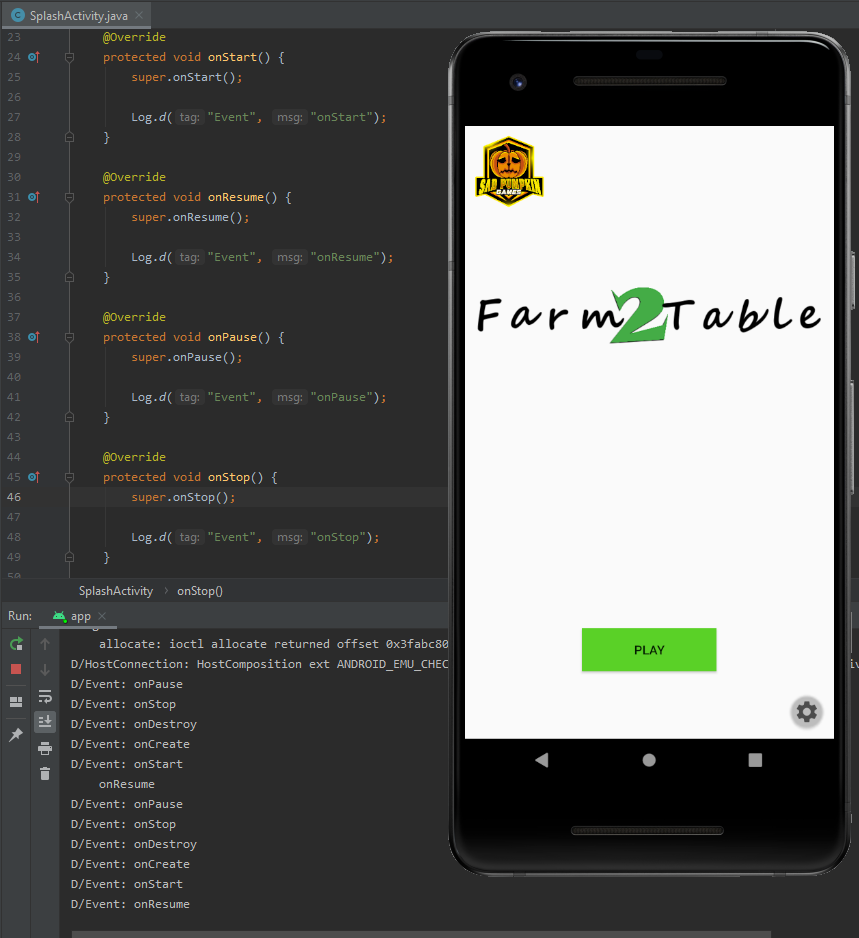 SplashActivity.java
23 @Override
24 protected void onStart() {
25 super.onStart();
26
27 Log.d( tag: "Event", msg: "onStart");
28 }
29
30 @Override
31 protected void onResume() {
32 super.onResume();
33
34 Log.d( tag: "Event", msg: "onResume");
35 }
36
37 @Override
38 protected void onPause() {
39 super.onPause();
40
41 Log.d( tag: "Event", msg: "onPause");
42 }
43
44 @Override
45 protected void onStop() {
46 super.onStop();
47
48 Log.d( tag: "Event", msg: "onStop");
49 }
50
SplashActivity > onStop()
Run: app
allocate: ioctl allocate returned offset 0x3fabc80
D/HostConnection: HostComposition ext ANDROID_EMU_CHEC
D/Event: onPause
D/Event: onStop
D/Event: onDestroy
D/Event: onCreate
D/Event: onStart
onResume
D/Event: onPause
D/Event: onStop
D/Event: onDestroy
D/Event: onCreate
D/Event: onStart
D/Event: onResume
SAD PUMPKIN
GAMES
Farm2Table
PLAY